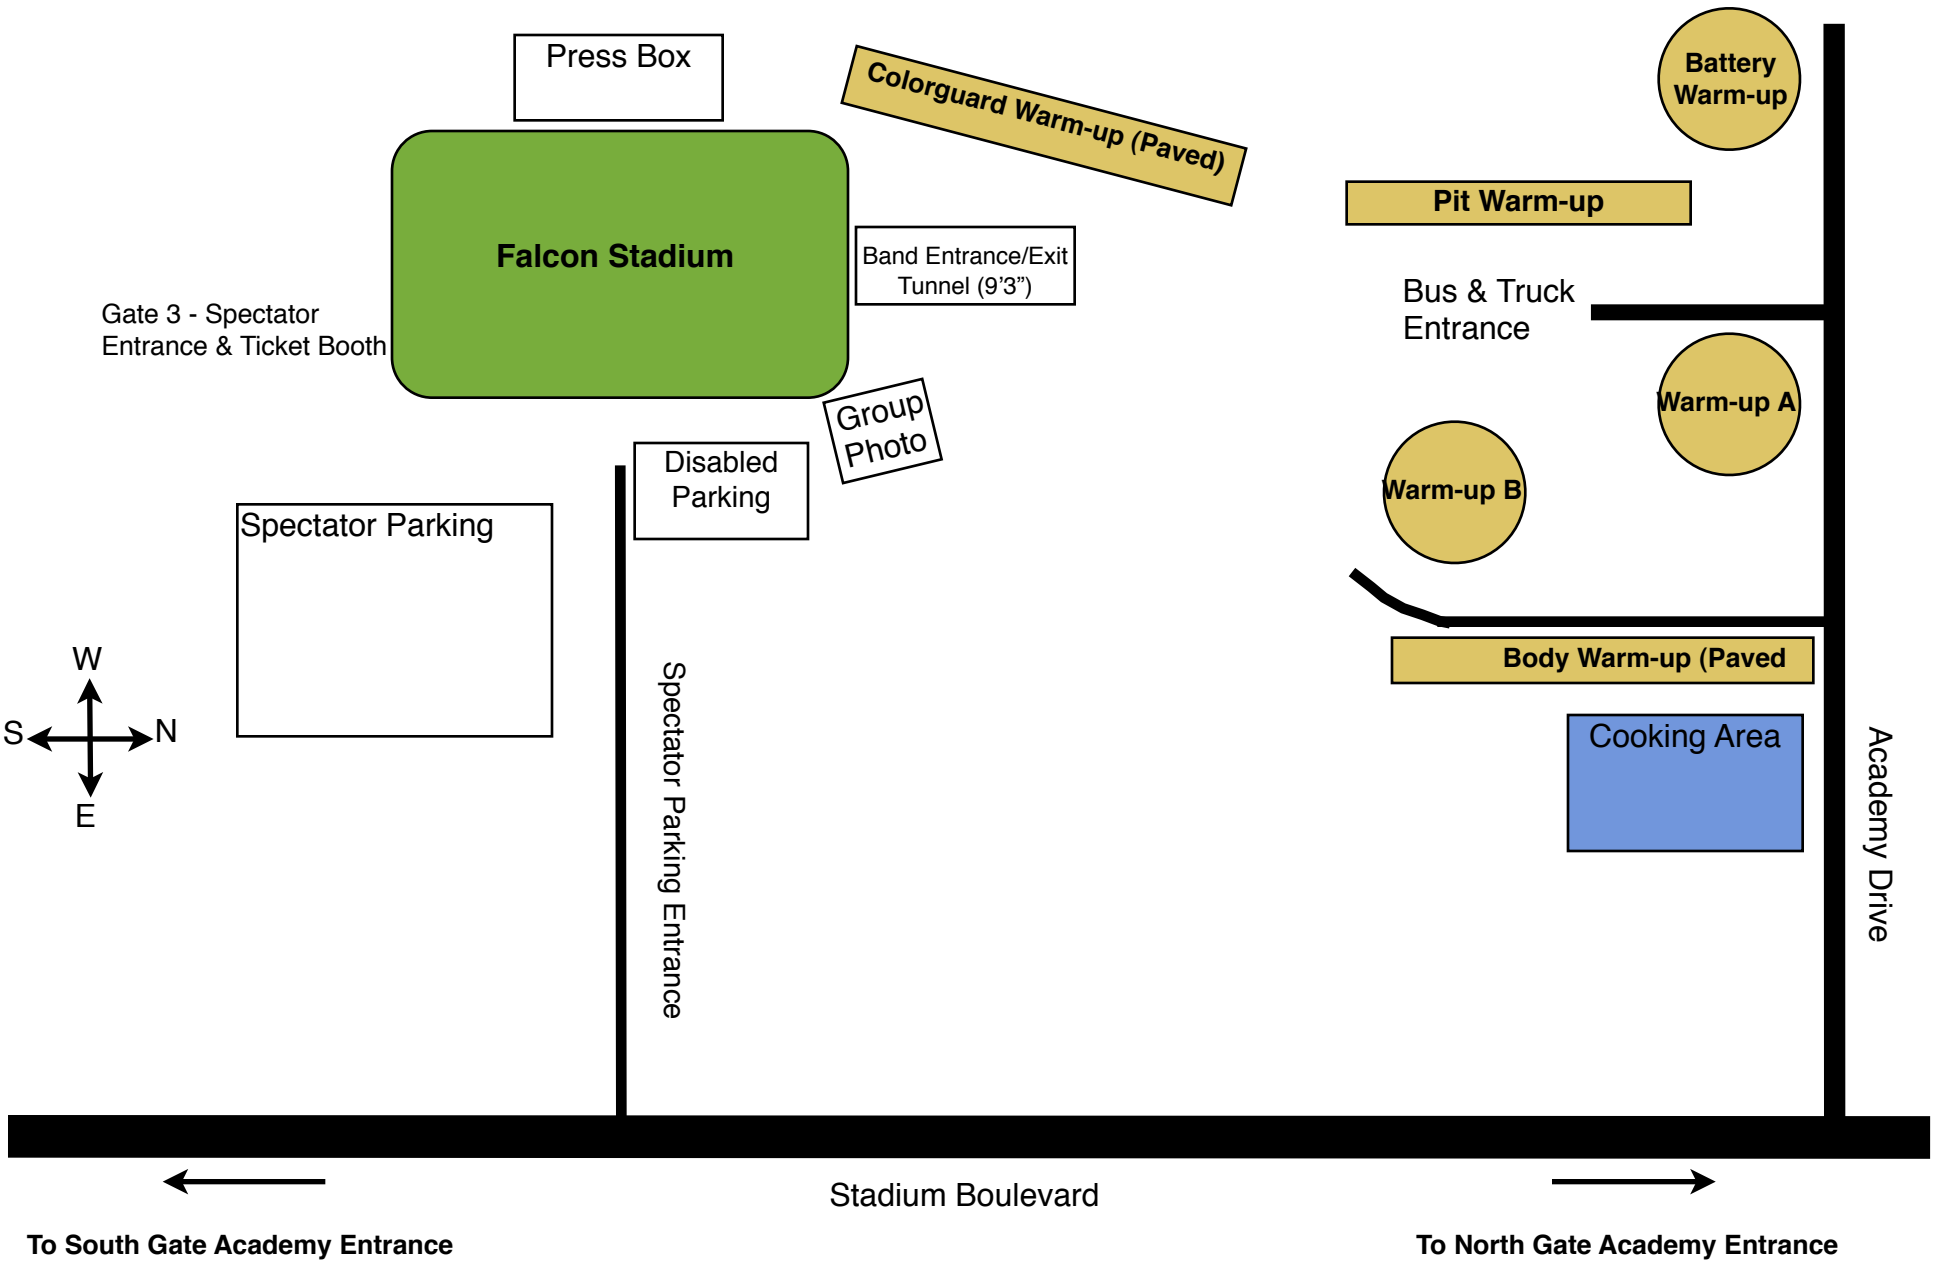 Press Box
Colorguard Warm-up (Paved)
Battery
Warm-up
Pit Warm-up
Falcon Stadium
Band Entrance/Exit
Tunnel (9’3”)
Bus & Truck
Entrance
Gate 3 - Spectator
Entrance & Ticket Booth
Warm-up A
Group
Photo
Disabled
Parking
Warm-up B
Spectator Parking
Body Warm-up (Paved
W
S
N
E
Spectator Parking Entrance
Cooking Area
Academy Drive
Stadium Boulevard
To South Gate Academy Entrance
To North Gate Academy Entrance